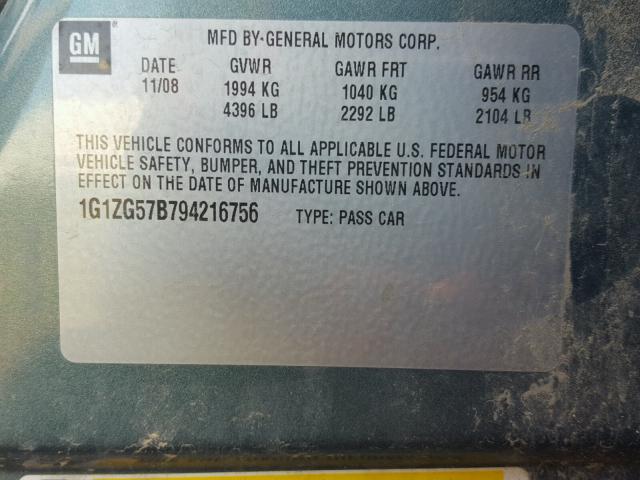 GM
MFD BY·GENERAL MOTORS CORP.
DATE GVWR GAWR FRT GAWR RR
11/08 1994 KG 1040 KG 954 KG
4396 LB 2292 LB 2104 LB
THIS VEHICLE CONFORMS TO ALL APPLICABLE U.S. FEDERAL MOTOR
VEHICLE SAFETY, BUMPER, AND THEFT PREVENTION STANDARDS IN
EFFECT ON THE DATE OF MANUFACTURE SHOWN ABOVE.
1G1ZG57B794216756 TYPE: PASS CAR